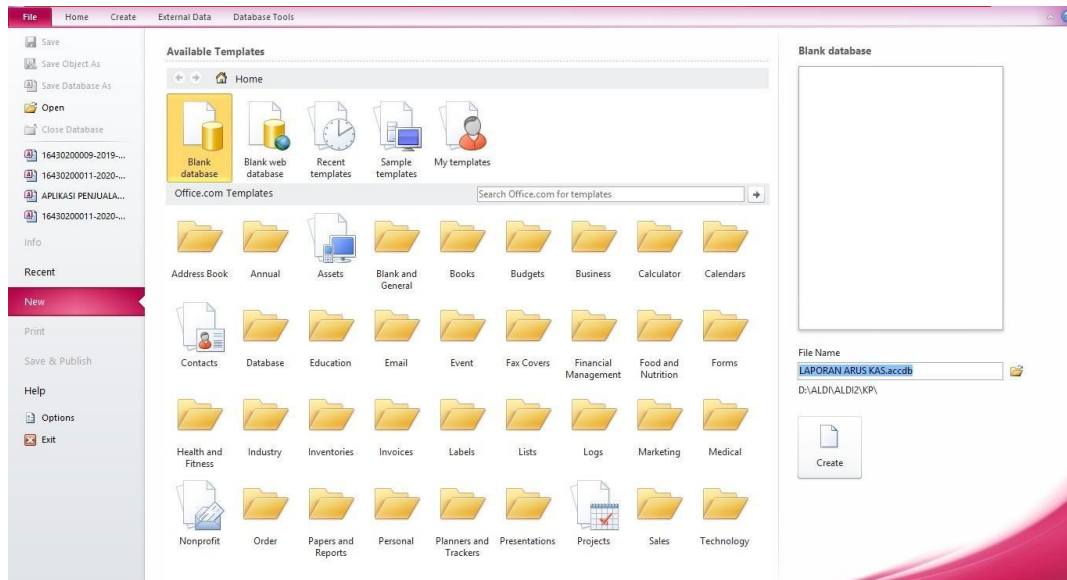 File Home Create External Data Database Tools
Save
Save Object As
Save Database As
Open
Close Database
16430200009-2019-...
16430200011-2020-...
APLIKASI PENJUALA...
16430200011-2020-...
Info
Recent
New
Print
Save & Publish
Help
Options
Exit
Available Templates
Home
Blank database
Blank web database
Recent templates
Sample templates
My templates
Office.com Templates
Search Office.com for templates
Address Book
Annual
Assets
Blank and General
Books
Budgets
Business
Calculator
Calendars
Contacts
Database
Education
Email
Event
Fax Covers
Financial Management
Food and Nutrition
Forms
Health and Fitness
Industry
Inventories
Invoices
Labels
Lists
Logs
Marketing
Medical
Nonprofit
Order
Papers and Reports
Personal
Planners and Trackers
Presentations
Projects
Sales
Technology
Blank database
File Name
LAPORAN ARUS KAS.accdb
D:\ALDI\ALDI2\KP\
Create